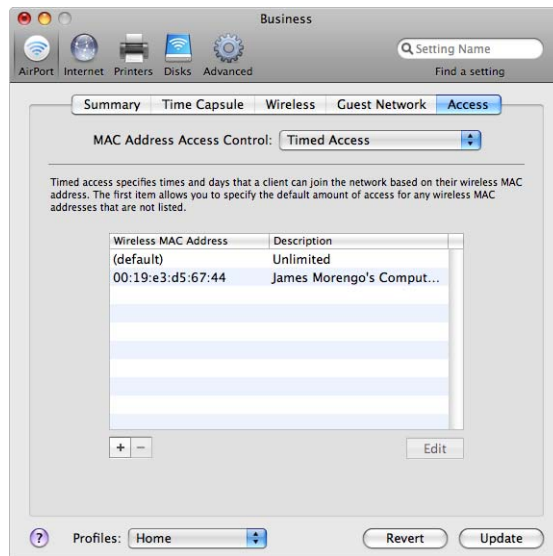 Business
Setting Name
AirPort Internet Printers Disks Advanced Find a setting
Summary Time Capsule Wireless Guest Network Access
MAC Address Access Control: Timed Access
Timed access specifies times and days that a client can join the network based on their wireless MAC
address. The first item allows you to specify the default amount of access for any wireless MAC
addresses that are not listed.
Wireless MAC Address Description
(default) Unlimited
00:19:e3:d5:67:44 James Morengo's Comput...
+ − Edit
? Profiles: Home Revert Update